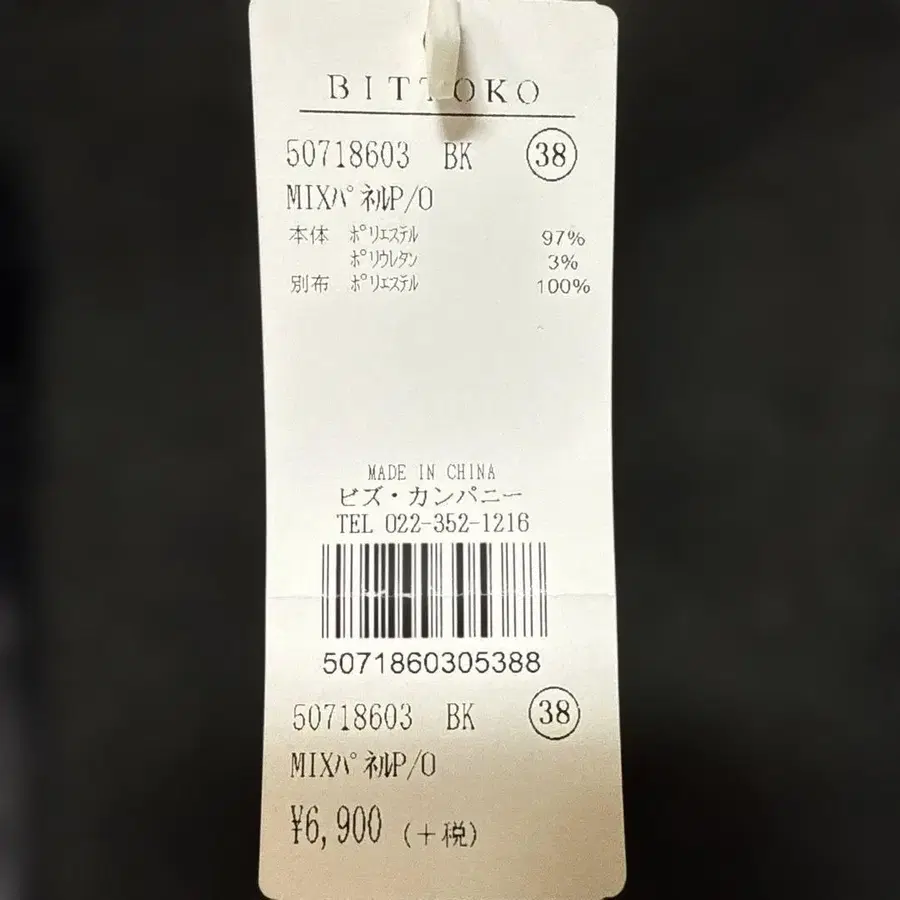 BITTOKO
50718603 BK 38
MIXパネルP/O
本体 ポリエステル 97%
ポリウレタン 3%
別布 ポリエステル 100%
MADE IN CHINA
ビズ・カンパニー
TEL 022-352-1216
5071860305388
50718603 BK 38
MIXパネルP/O
¥6,900 (+税)